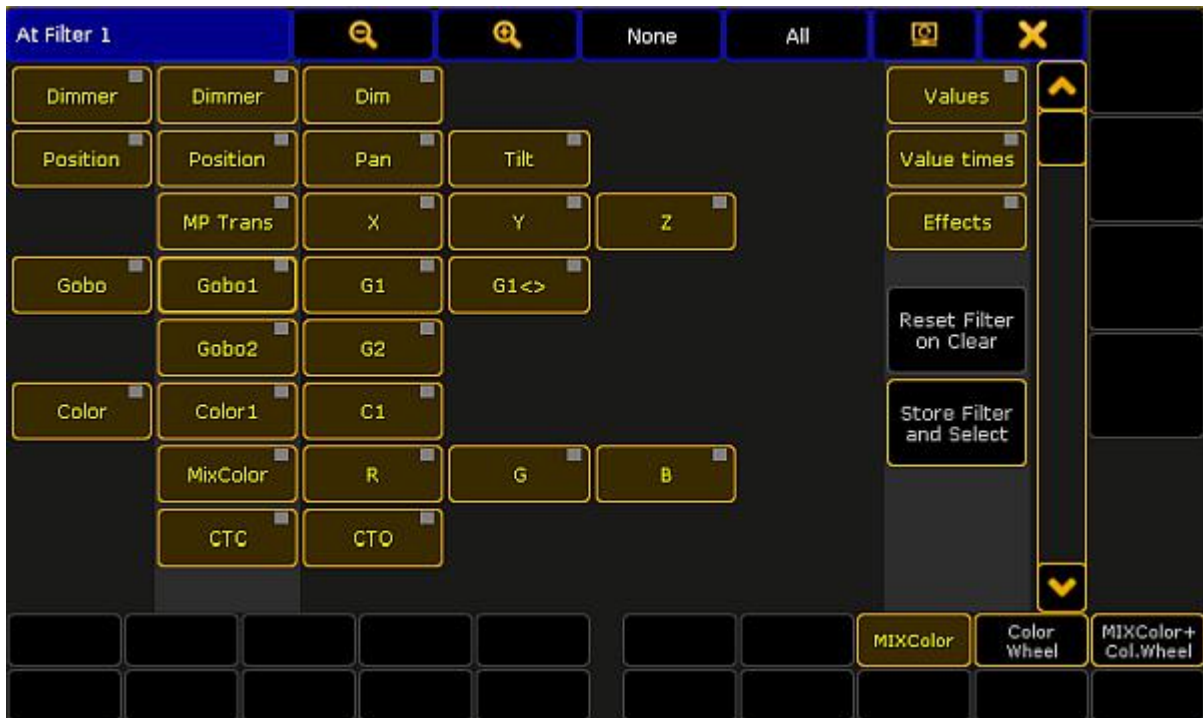 At Filter 1 None All
Dimmer Dimmer Dim Values
Position Position Pan Tilt Value times
MP Trans X Y Z Effects
Gobo Gobo1 G1 G1<>
Reset Filter
on Clear
Gobo2 G2
Color Color1 C1
Store Filter
and Select
MixColor R G B
CTC CTO
MIXColor
Color
Wheel
MIXColor+
Col.Wheel